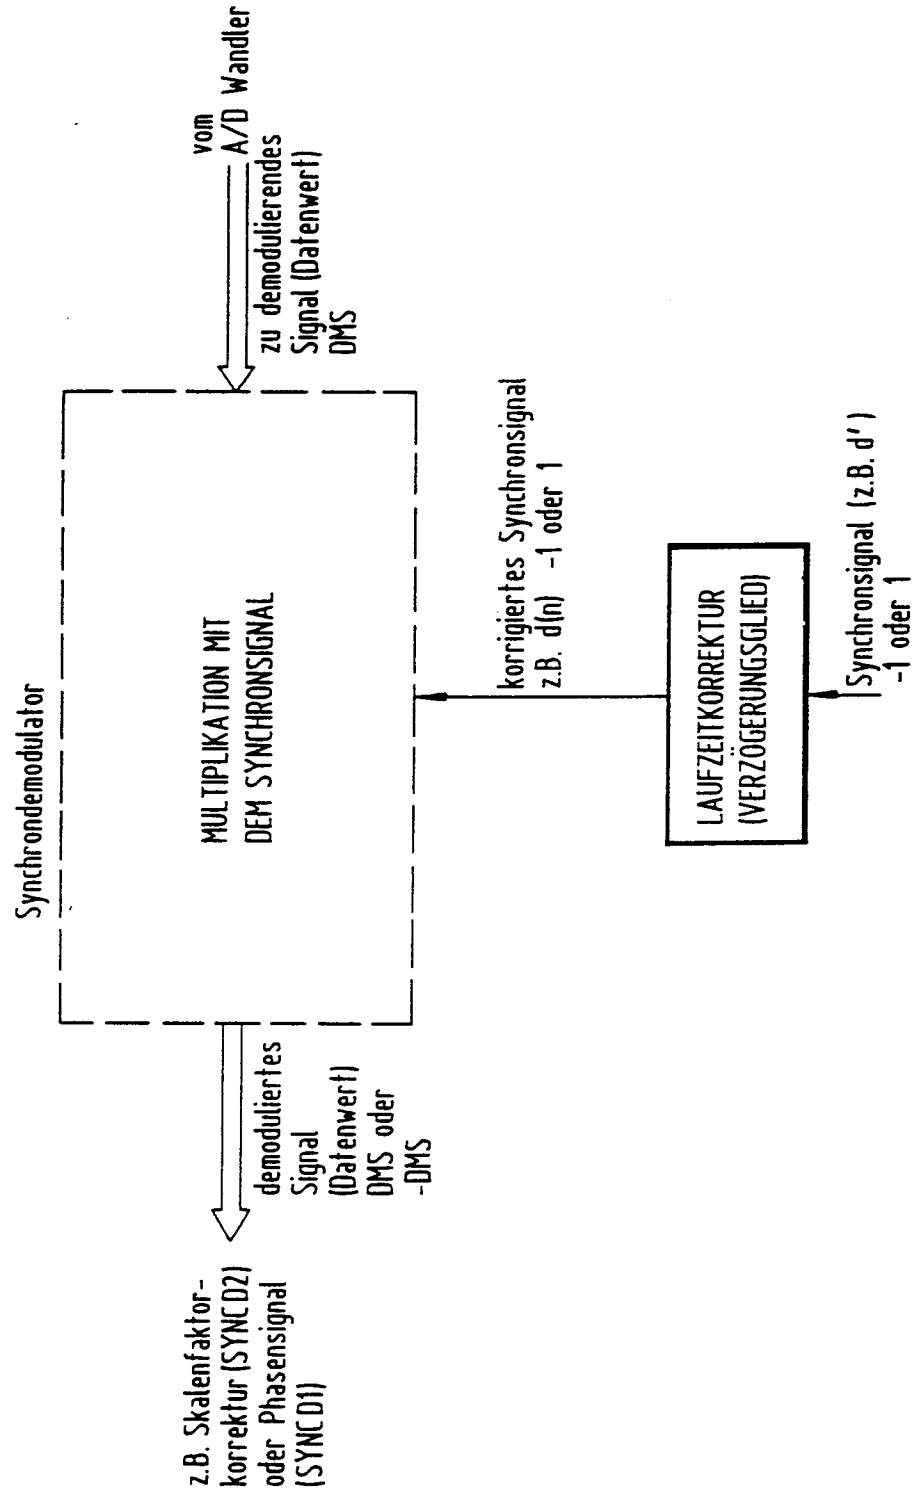 Synchrondemodulator
z.B. Skalenfaktor-
korrektur (SYNCD2)
oder Phasensignal
(SYNCD1)
demoduliertes
Signal
(Datenwert)
DMS oder
-DMS
MULTIPLIKATION MIT
DEM SYNCHRONSIGNAL
vom
A/D Wandler
zu demodulierendes
Signal (Datenwert)
DMS
korrigiertes Synchronsignal
z.B. d(n) -1 oder 1
LAUFZEITKORREKTUR
(VERZÖGERUNGSGLIED)
Synchronsignal (z.B. d')
-1 oder 1